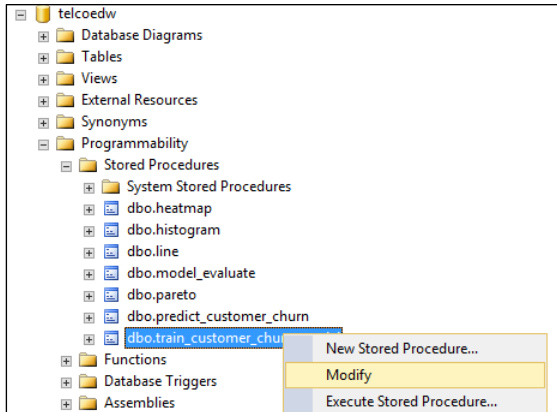 telcoedw
Database Diagrams
Tables
Views
External Resources
Synonyms
Programmability
Stored Procedures
System Stored Procedures
dbo.heatmap
dbo.histogram
dbo.line
dbo.model_evaluate
dbo.pareto
dbo.predict_customer_churn
dbo.train_customer_chu
New Stored Procedure...
Functions
Modify
Database Triggers
Assemblies
Execute Stored Procedure...